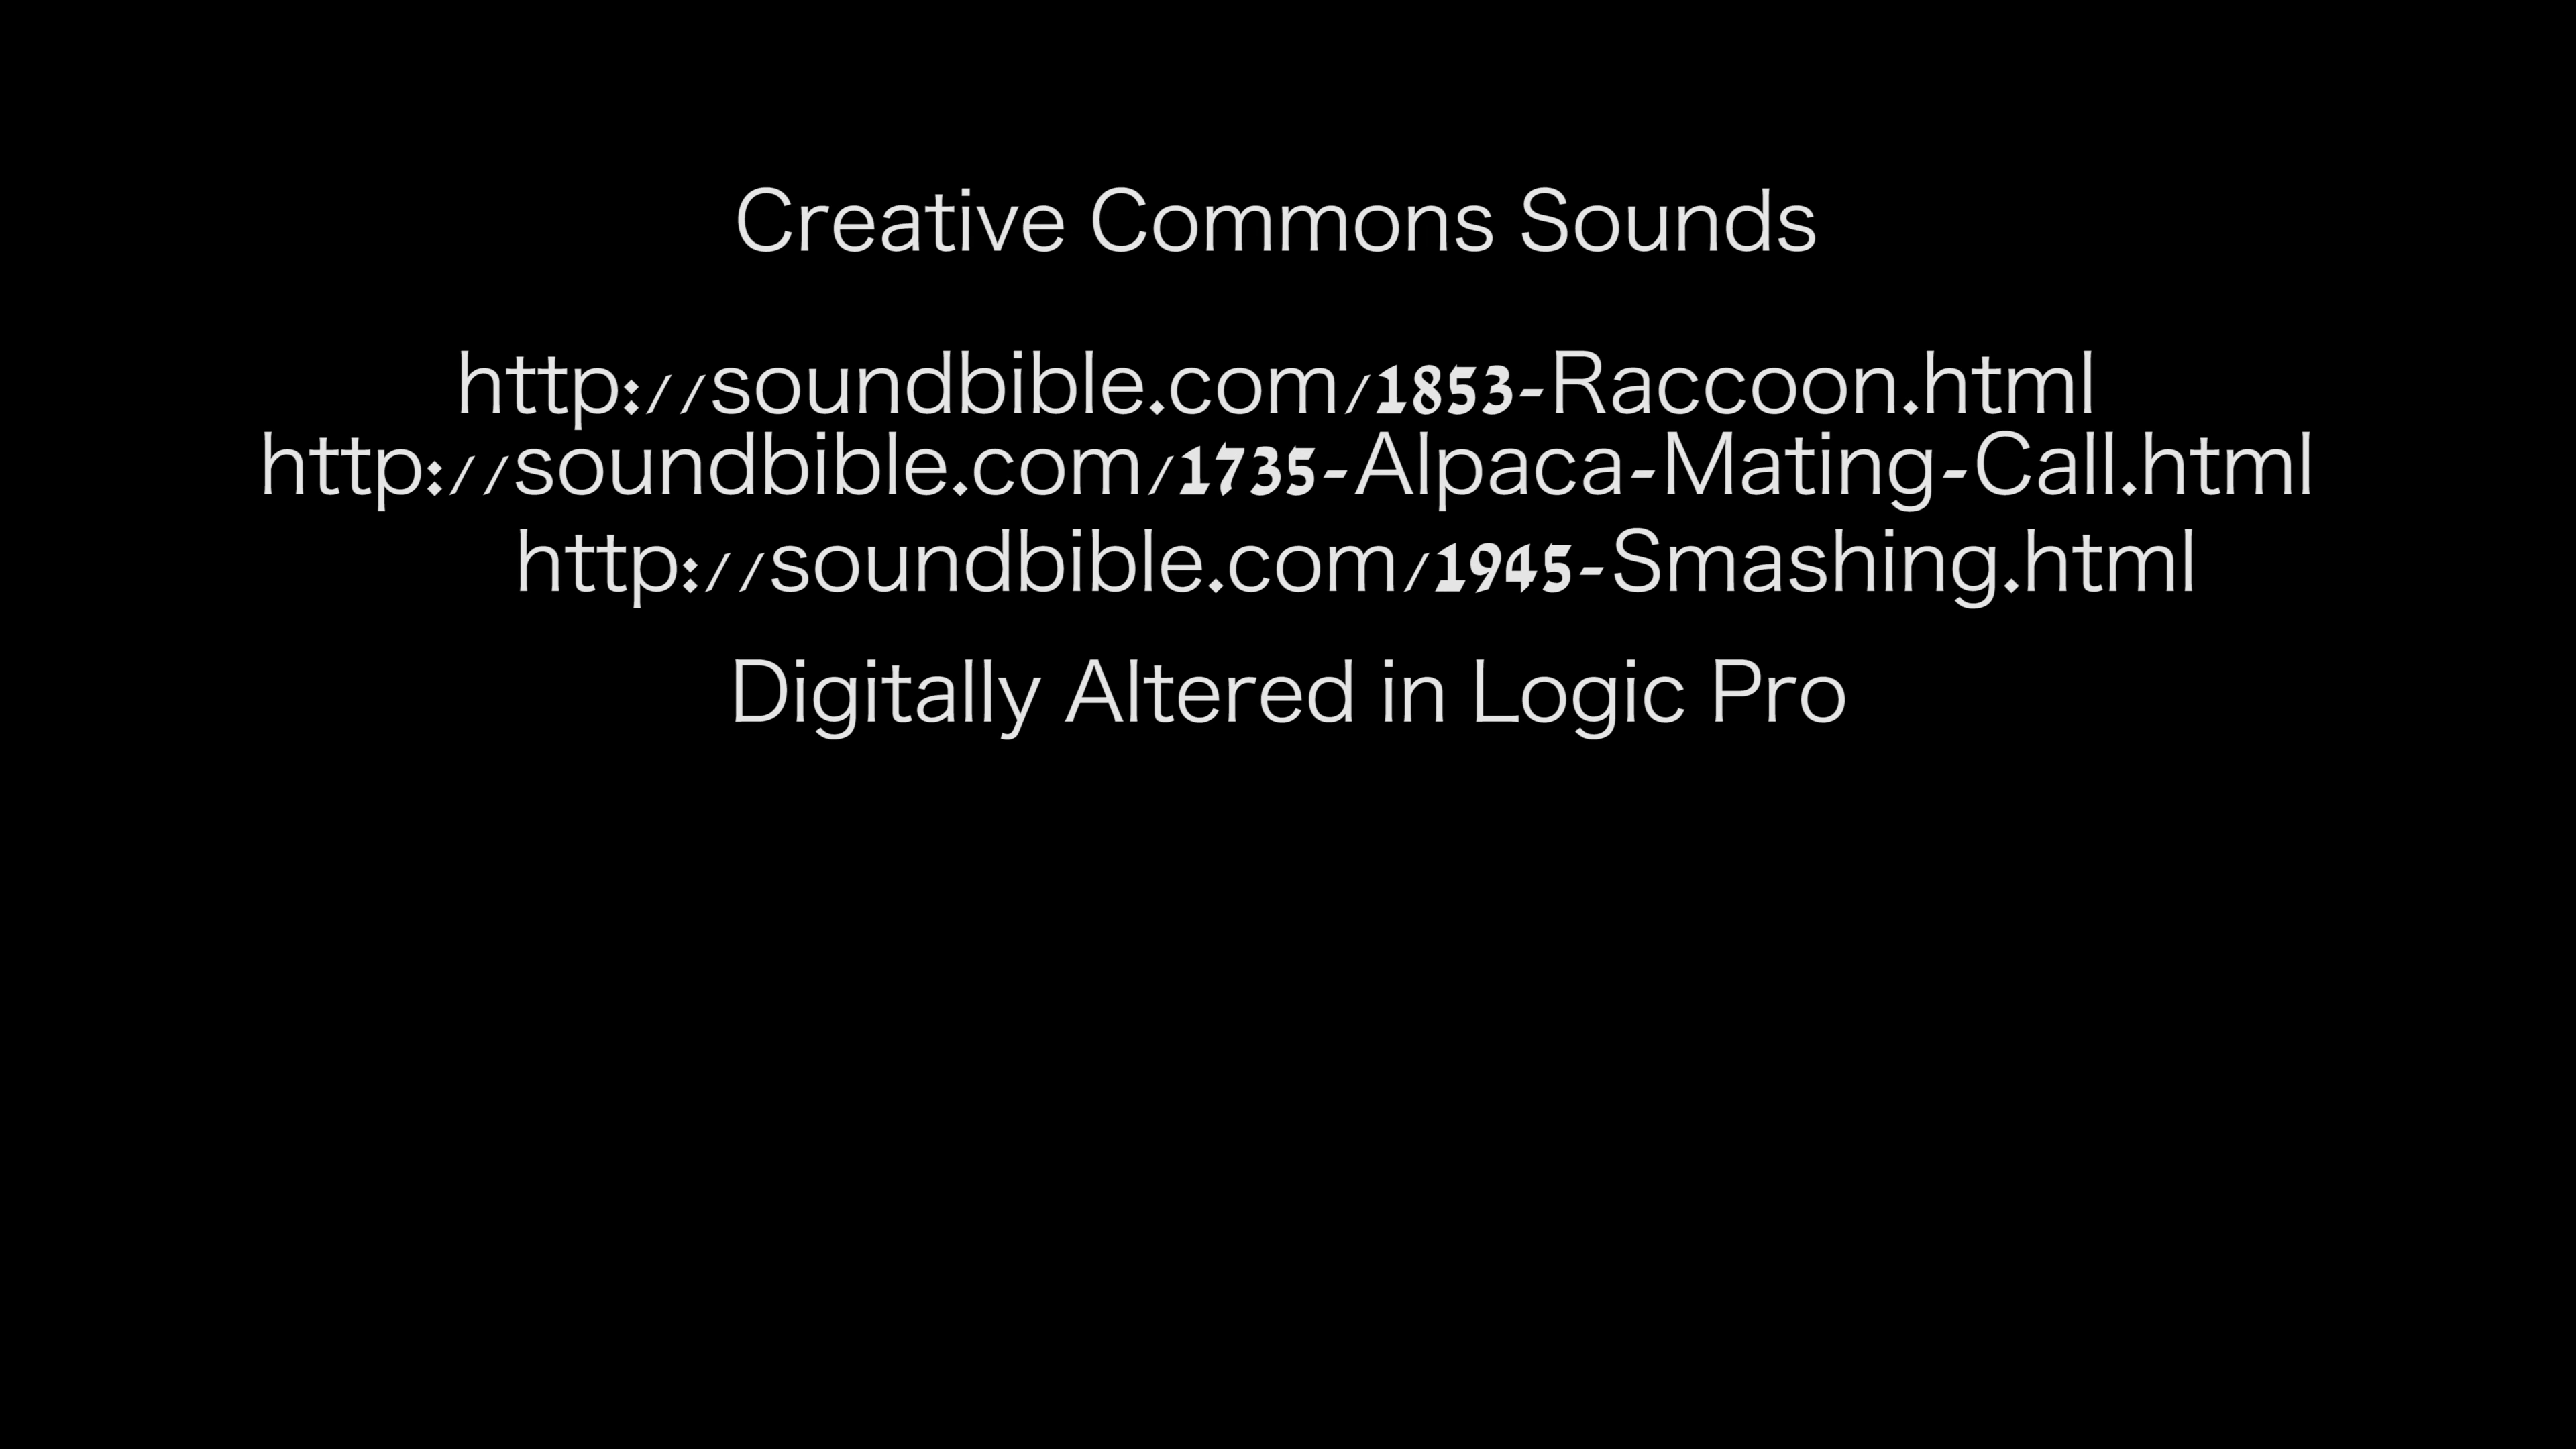 Creative Commons Sounds
http://soundbible.com/1853-Raccoon.html
http://soundbible.com/1735-Alpaca-Mating-Call.html
http://soundbible.com/1945-Smashing.html
Digitally Altered in Logic Pro